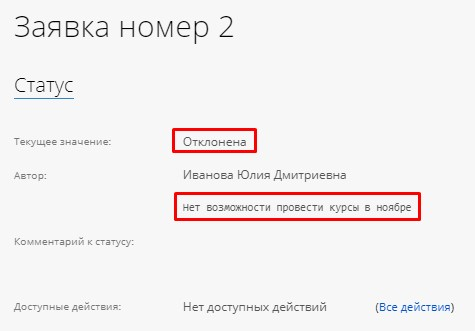 Заявка номер 2
Статус
Текущее значение: Отклонена
Автор: Иванова Юлия Дмитриевна
Нет возможности провести курсы в ноябре
Комментарий к статусу:
Доступные действия: Нет доступных действий (Все действия)